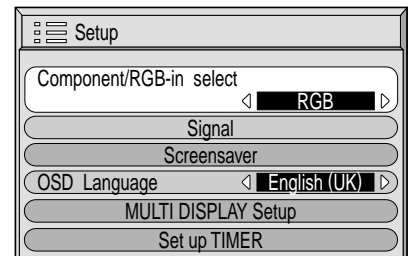 Setup
Component/RGB-in select
RGB
Signal
Screensaver
OSD Language English (UK)
MULTI DISPLAY Setup
Set up TIMER